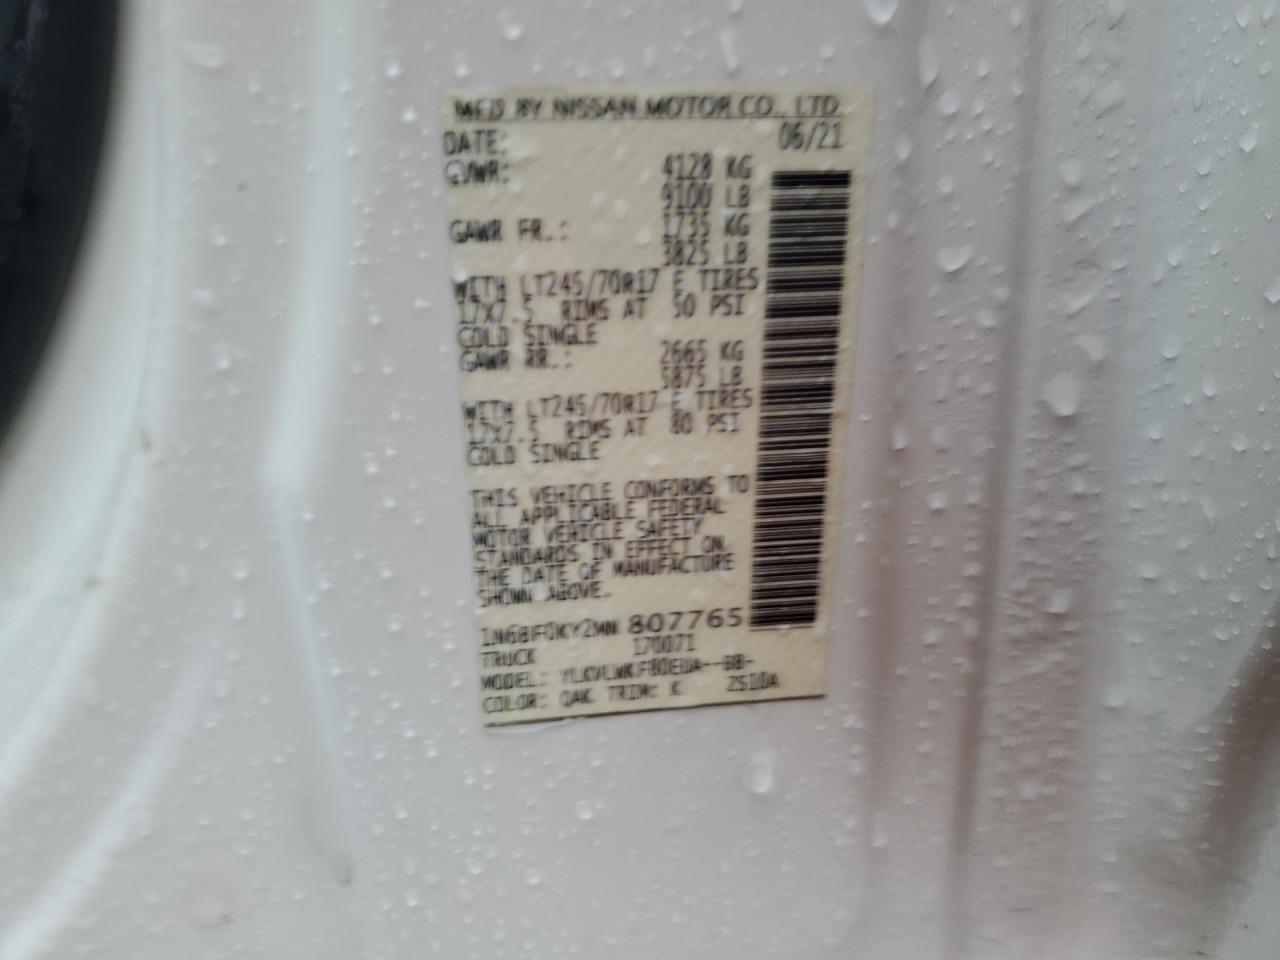 MFD BY NISSAN MOTOR CO., LTD.
DATE: 06/21
GVWR: 4128 KG
9100 LB
GAWR FR.: 1735 KG
3825 LB
WITH LT245/70R17 E TIRES
17X7.5 RIMS AT 50 PSI
COLD SINGLE
GAWR RR.: 2665 KG
5875 LB
WITH LT245/70R17 E TIRES
17X7.5 RIMS AT 80 PSI
COLD SINGLE
THIS VEHICLE CONFORMS TO
ALL APPLICABLE FEDERAL
MOTOR VEHICLE SAFETY
STANDARDS IN EFFECT ON
THE DATE OF MANUFACTURE
SHOWN ABOVE.
1N6BF0KY2MN 807765
TRUCK 170071
MODEL:
COLOR: QAK TRIM: K